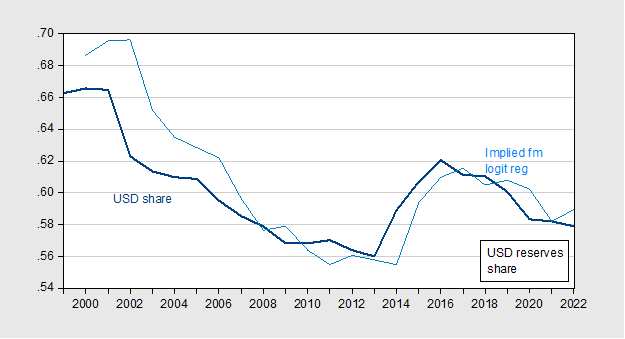 .70
.68
.66
.64
.62
.60
.58
.56
.54
Implied fm
logit reg
USD share
USD reserves
share
2000 2002 2004 2006 2008 2010 2012 2014 2016 2018 2020 2022